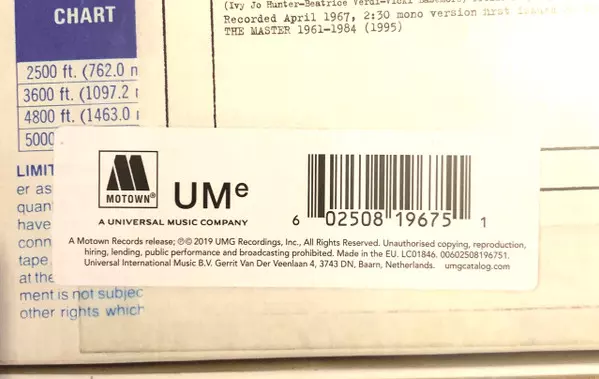 (Ivy Jo Hunter-Beatrice Verdi-
Recorded April 1967, 2:30 mono version first
THE MASTER 1961-1984 (1995)
CHART
2500 ft. (762.0 m
3600 ft. (1097.2
4800 ft. (1463.0
5000
LIMIT
er as
quan
have
conn
tape
at the
ment is not subjec
other rights which
M
MOTOWN®
UMe
A UNIVERSAL MUSIC COMPANY
6 02508 19675 1
A Motown Records release; ℗© 2019 UMG Recordings, Inc., All Rights Reserved. Unauthorised copying, reproduction,
hiring, lending, public performance and broadcasting prohibited. Made in the EU. LC01846. 00602508196751.
Universal International Music B.V. Gerrit Van Der Veenlaan 4, 3743 DN, Baarn, Netherlands. umgcatalog.com